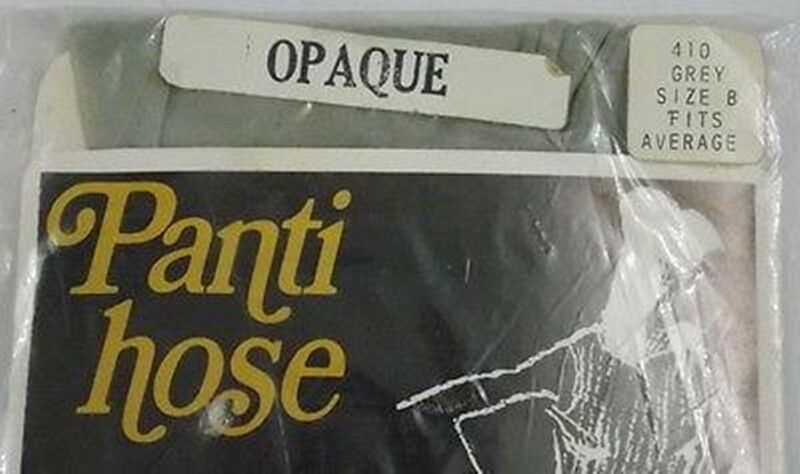 OPAQUE
410
GREY
SIZE B
FITS
AVERAGE
Panti
hose